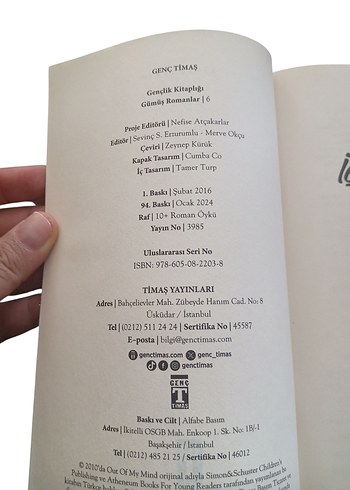 GENÇ TİMAŞ
Gençlik Kitaplığı
Gümüş Romanlar | 6
Proje Editörü | Nefise Atçakarlar
Editör | Sevinç S. Erzurumlu - Merve Okçu
Çeviri | Zeynep Kürük
Kapak Tasarım | Cumba Co
İç Tasarım | Tamer Turp
1. Baskı | Şubat 2016
94. Baskı | Ocak 2024
Raf | 10+ Roman Öykü
Yayın No | 3985
Uluslararası Seri No
ISBN: 978-605-08-2203-8
TİMAŞ YAYINLARI
Adres | Bahçelievler Mah. Zübeyde Hanım Cad. No: 8
Üsküdar / İstanbul
Tel | (0212) 511 24 24 | Sertifika No | 45587
E-posta | bilgi@genctimas.com
genctimas.com genc_timas
genctimas
GENÇ
T
TİMAŞ
Baskı ve Cilt | Alfabe Basım
Adres | İkitelli OSGB Mah. Enkoop 1. Sk. No: 1B/-1
Başakşehir / İstanbul
Tel | (0212) 485 21 25 / Sertifika No | 46012
© 2010'da Out Of My Mind orijinal adıyla Simon&Schuster Children's
Publishing ve Atheneum Books For Young Readers tarafından yayınlanan bu